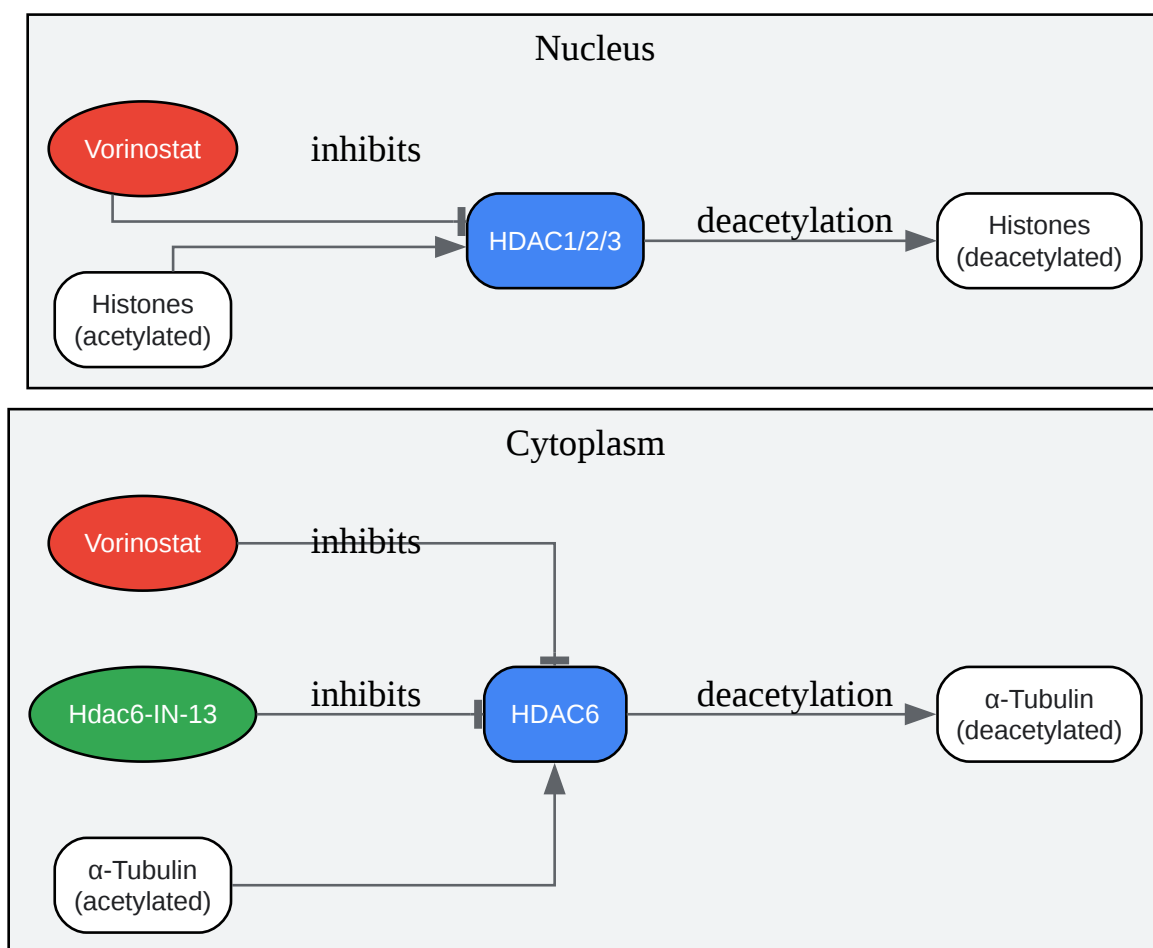 Nucleus
Vorinostat
inhibits
HDAC1/2/3
deacetylation
Histones
(deacetylated)
Histones
(acetylated)
Cytoplasm
Vorinostat
inhibits
Hdac6-IN-13
inhibits
HDAC6
deacetylation
α-Tubulin
(deacetylated)
α-Tubulin
(acetylated)